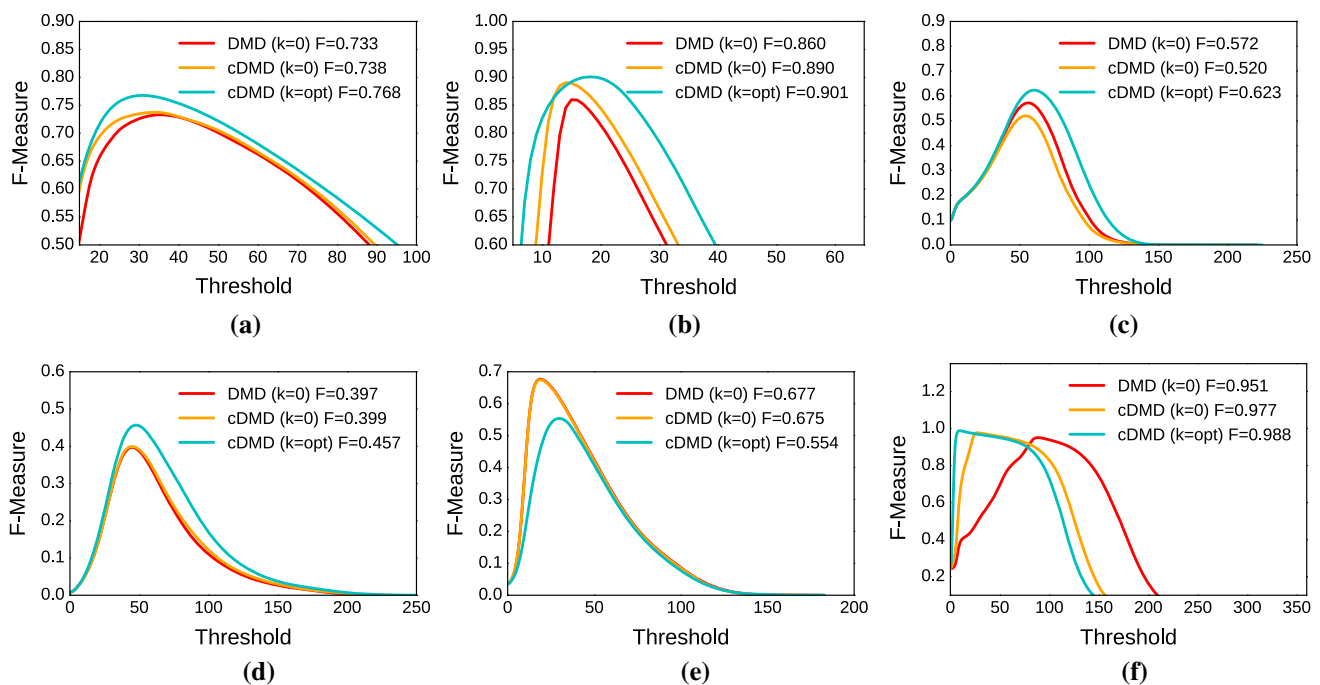 0.90
0.85
0.80
0.75
0.70
0.65
0.60
0.55
0.50
F-Measure
DMD (k=0) F=0.733
cDMD (k=0) F=0.738
cDMD (k=opt) F=0.768
20 30 40 50 60 70 80 90 100
Threshold
(a)
1.00
0.95
0.90
0.85
0.80
0.75
0.70
0.65
0.60
F-Measure
DMD (k=0) F=0.860
cDMD (k=0) F=0.890
cDMD (k=opt) F=0.901
10 20 30 40 50 60
Threshold
(b)
1.0
0.9
0.8
0.7
0.6
0.5
0.4
0.3
0.2
0.1
0.0
F-Measure
DMD (k=0) F=0.572
cDMD (k=0) F=0.520
cDMD (k=opt) F=0.623
0 50 100 150 200 250
Threshold
(c)
0.6
0.5
0.4
0.3
0.2
0.1
0.0
F-Measure
DMD (k=0) F=0.397
cDMD (k=0) F=0.399
cDMD (k=opt) F=0.457
0 50 100 150 200 250
Threshold
(d)
0.7
0.6
0.5
0.4
0.3
0.2
0.1
0.0
F-Measure
DMD (k=0) F=0.677
cDMD (k=0) F=0.675
cDMD (k=opt) F=0.554
0 50 100 150 200
Threshold
(e)
1.2
1.0
0.8
0.6
0.4
0.2
F-Measure
DMD (k=0) F=0.951
cDMD (k=0) F=0.977
cDMD (k=opt) F=0.988
0 50 100 150 200 250 300 350
Threshold
(f)